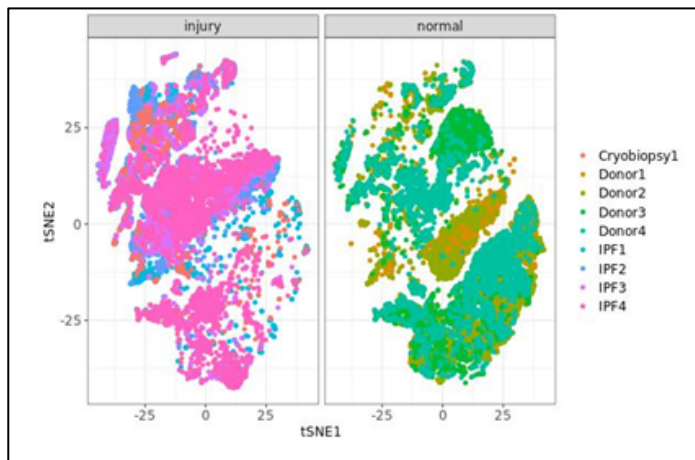 injury normal
25
0
-25
tSNE2
-25 0 25 -25 0 25
tSNE1
Cryobiopsy1
Donor1
Donor2
Donor3
Donor4
IPF1
IPF2
IPF3
IPF4